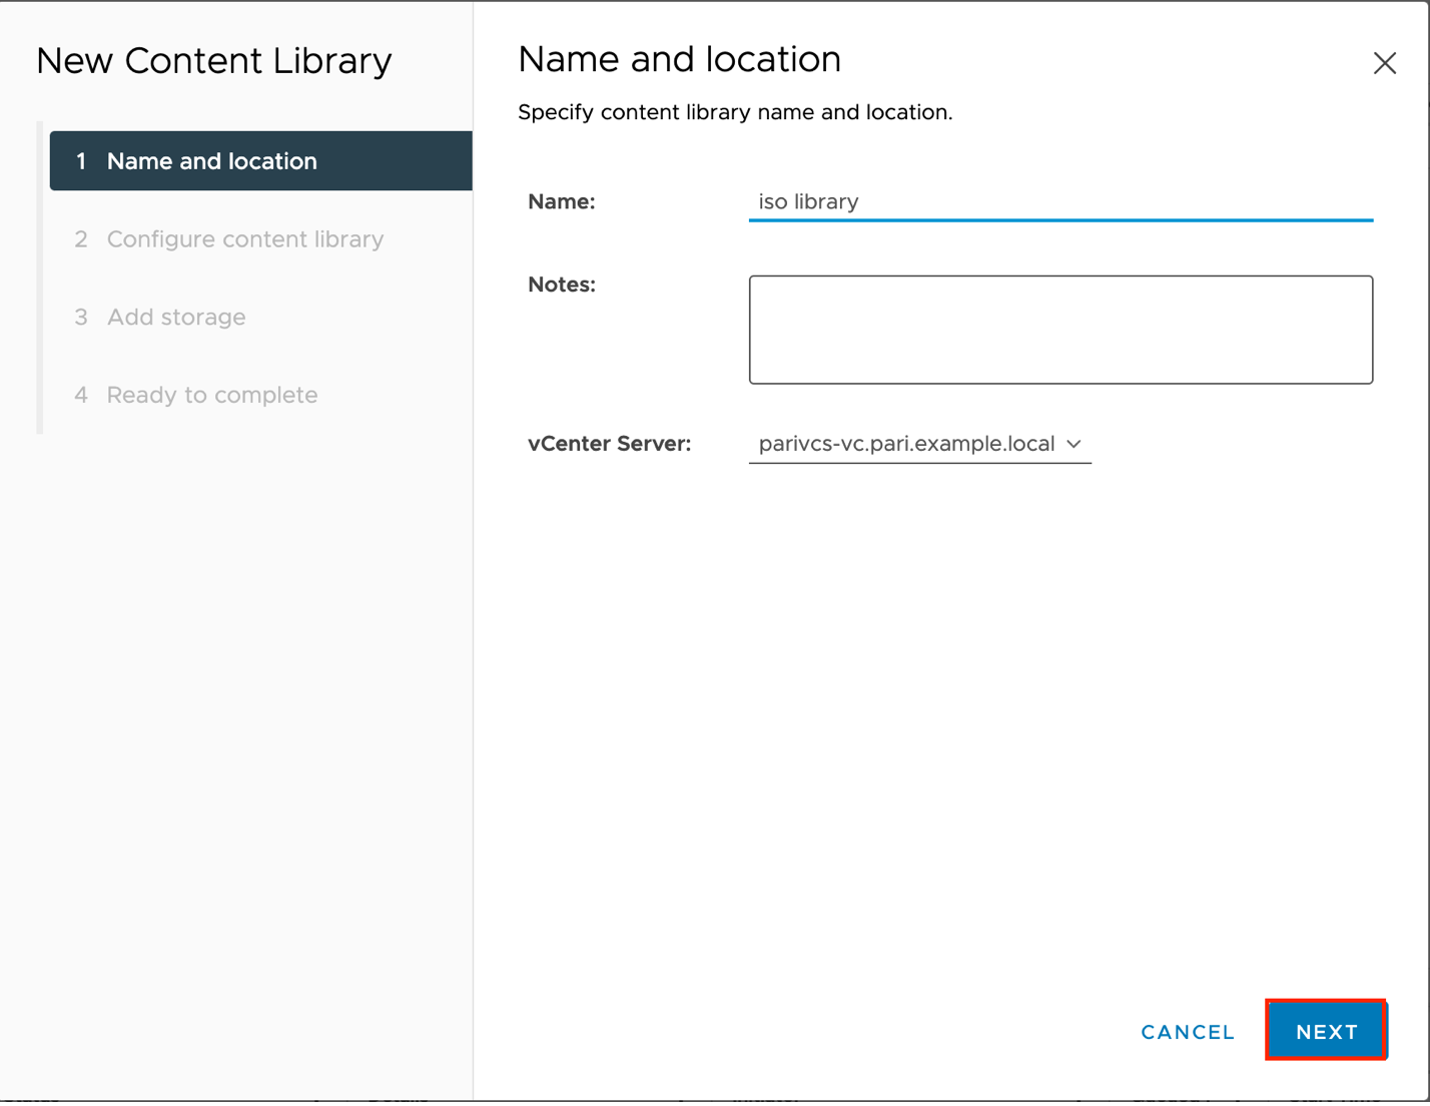 New Content Library
1 Name and location
2 Configure content library
3 Add storage
4 Ready to complete
Name and location
Specify content library name and location.
Name: iso library
Notes:
vCenter Server: parivcs-vc.pari.example.local
CANCEL NEXT